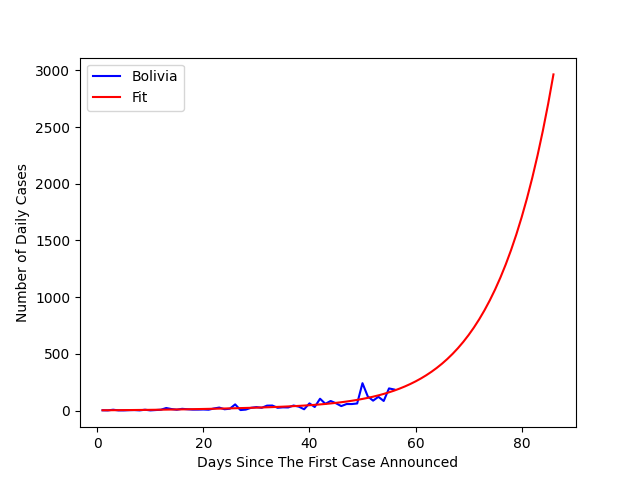 Bolivia
Fit
3000
2500
2000
1500
1000
500
0
Number of Daily Cases
0 20 40 60 80
Days Since The First Case Announced